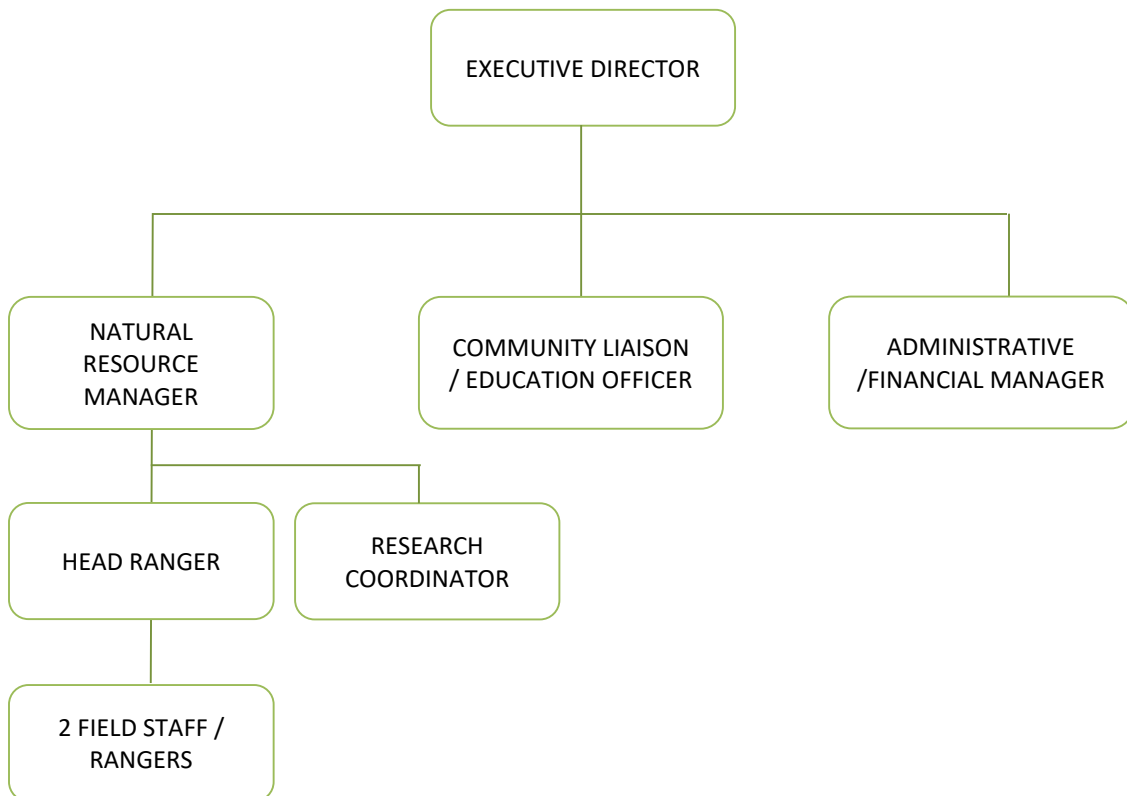 EXECUTIVE DIRECTOR
NATURAL
RESOURCE
MANAGER
COMMUNITY LIAISON
/ EDUCATION OFFICER
ADMINISTRATIVE
/FINANCIAL MANAGER
HEAD RANGER
RESEARCH
COORDINATOR
2 FIELD STAFF /
RANGERS